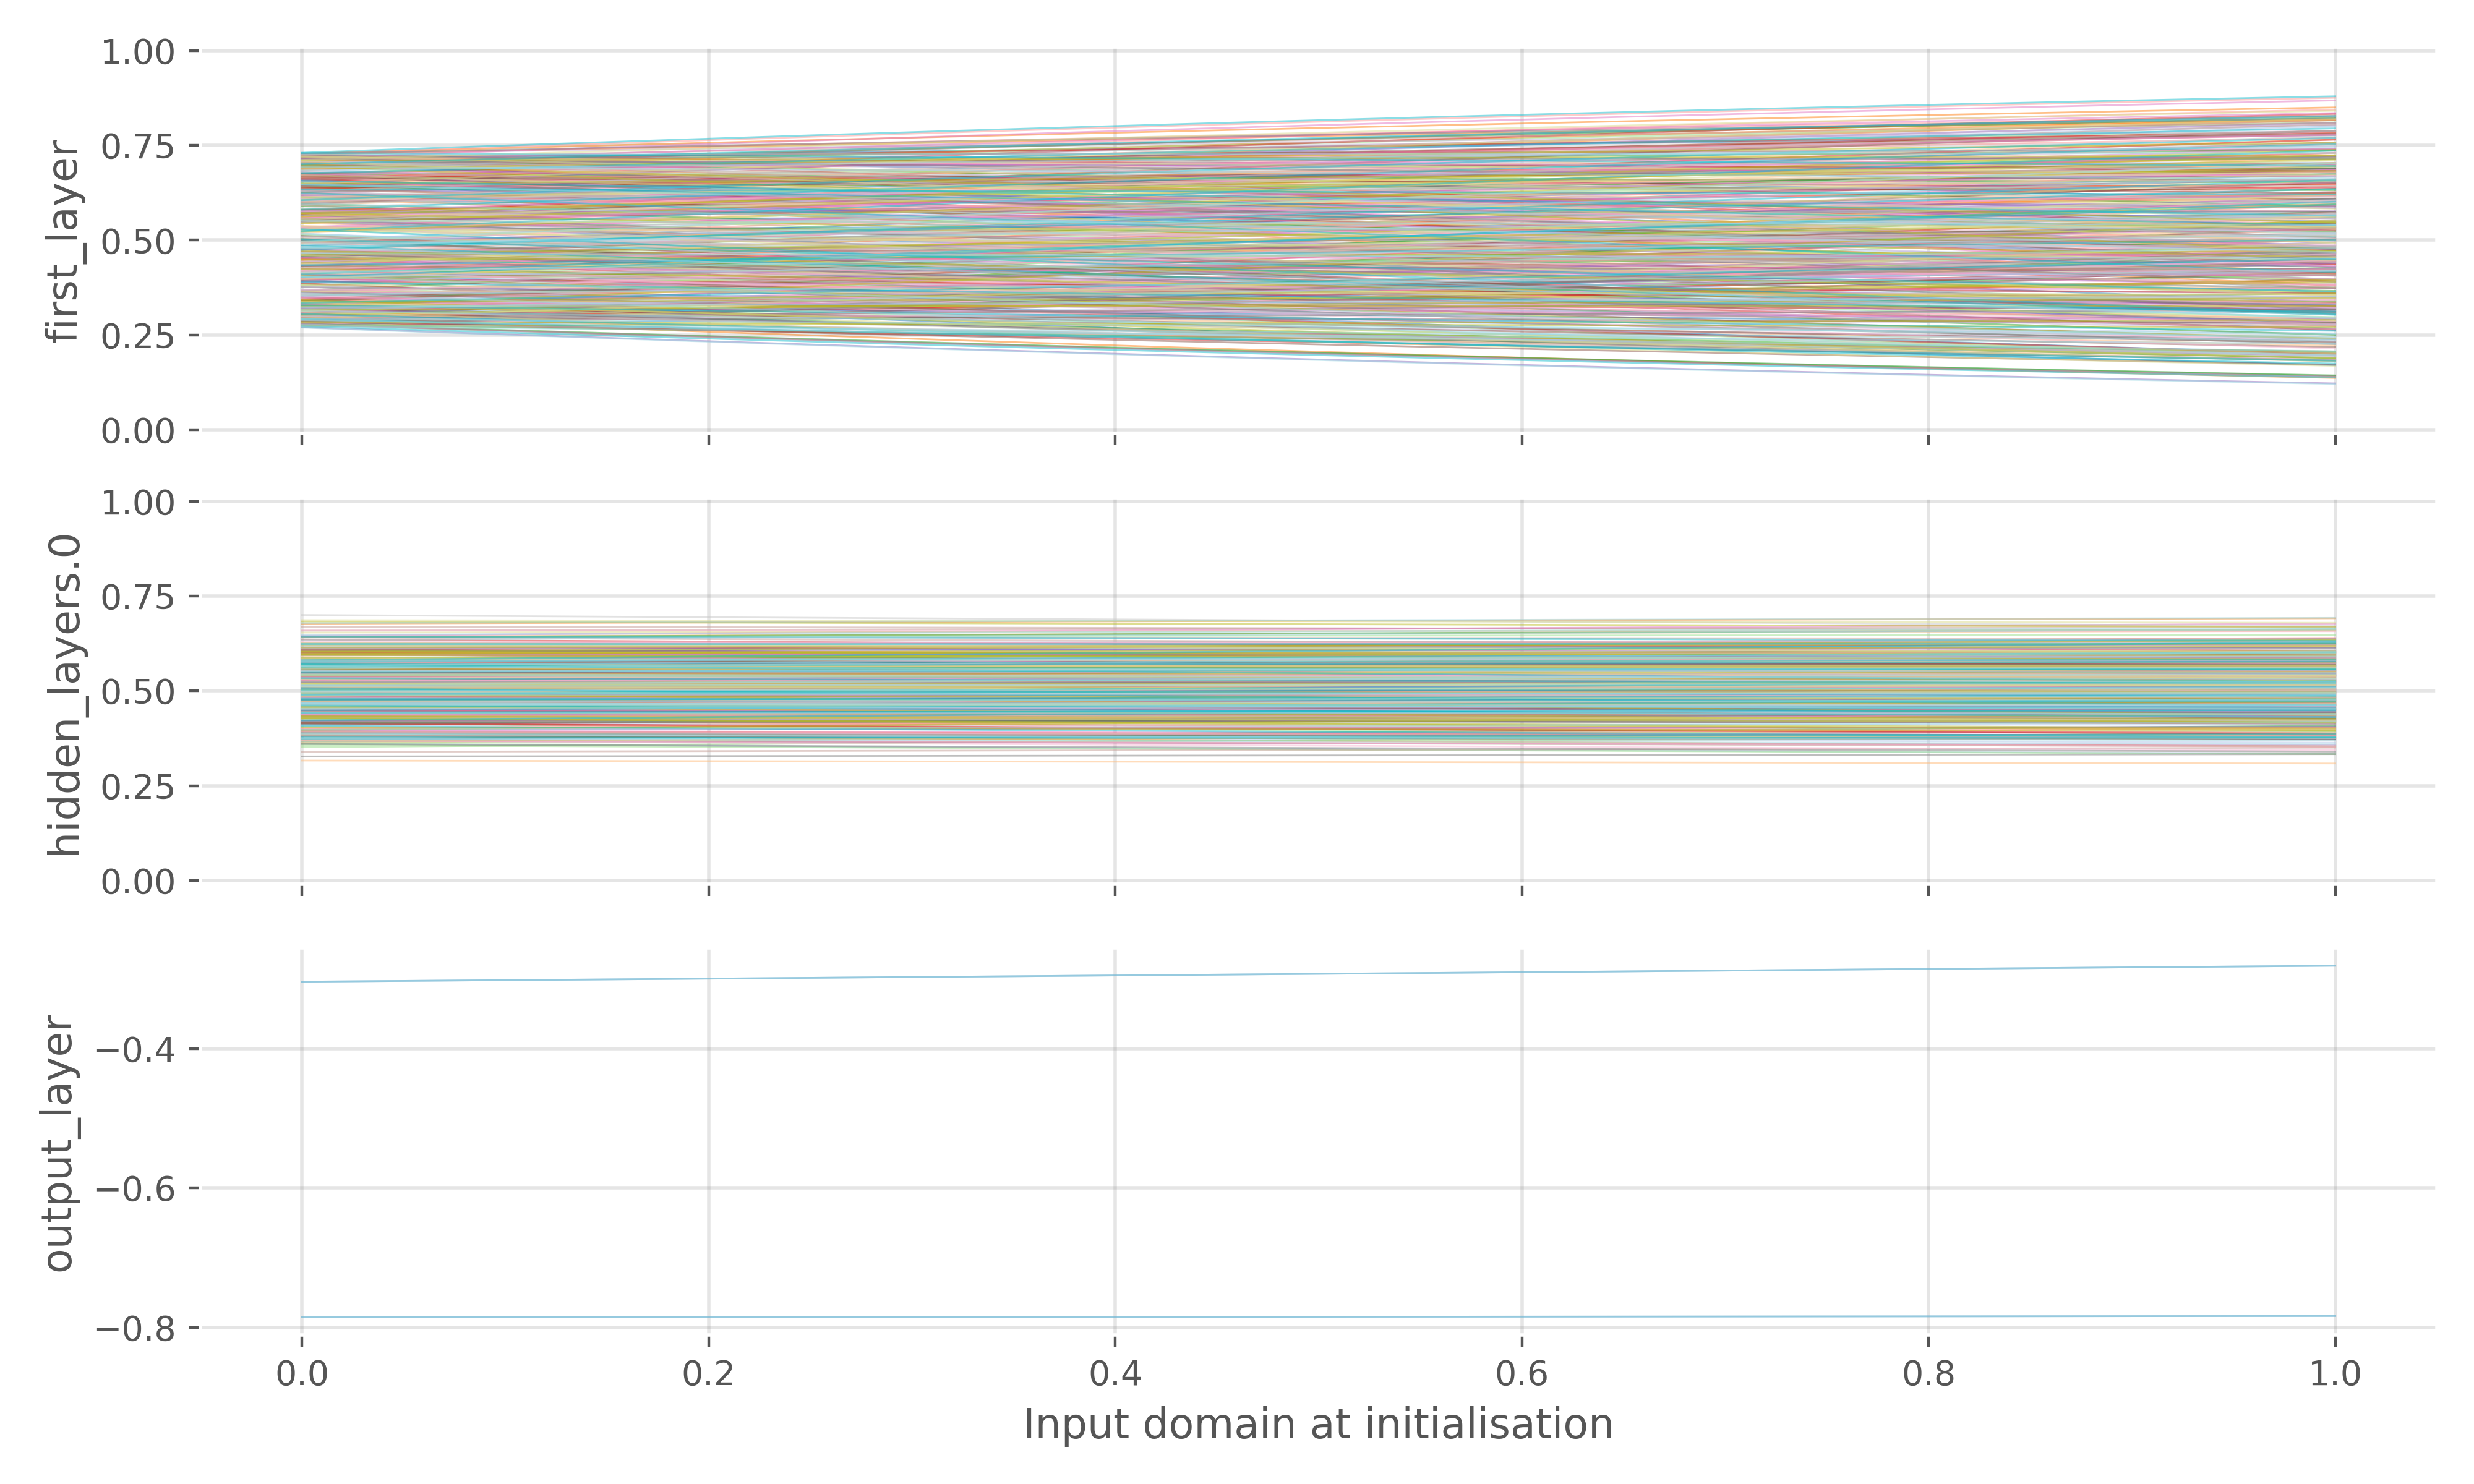 first_layer
1.00
0.75
0.50
0.25
0.00
hidden_layers.0
1.00
0.75
0.50
0.25
0.00
output_layer
−0.4
−0.6
−0.8
0.0 0.2 0.4 0.6 0.8 1.0
Input domain at initialisation